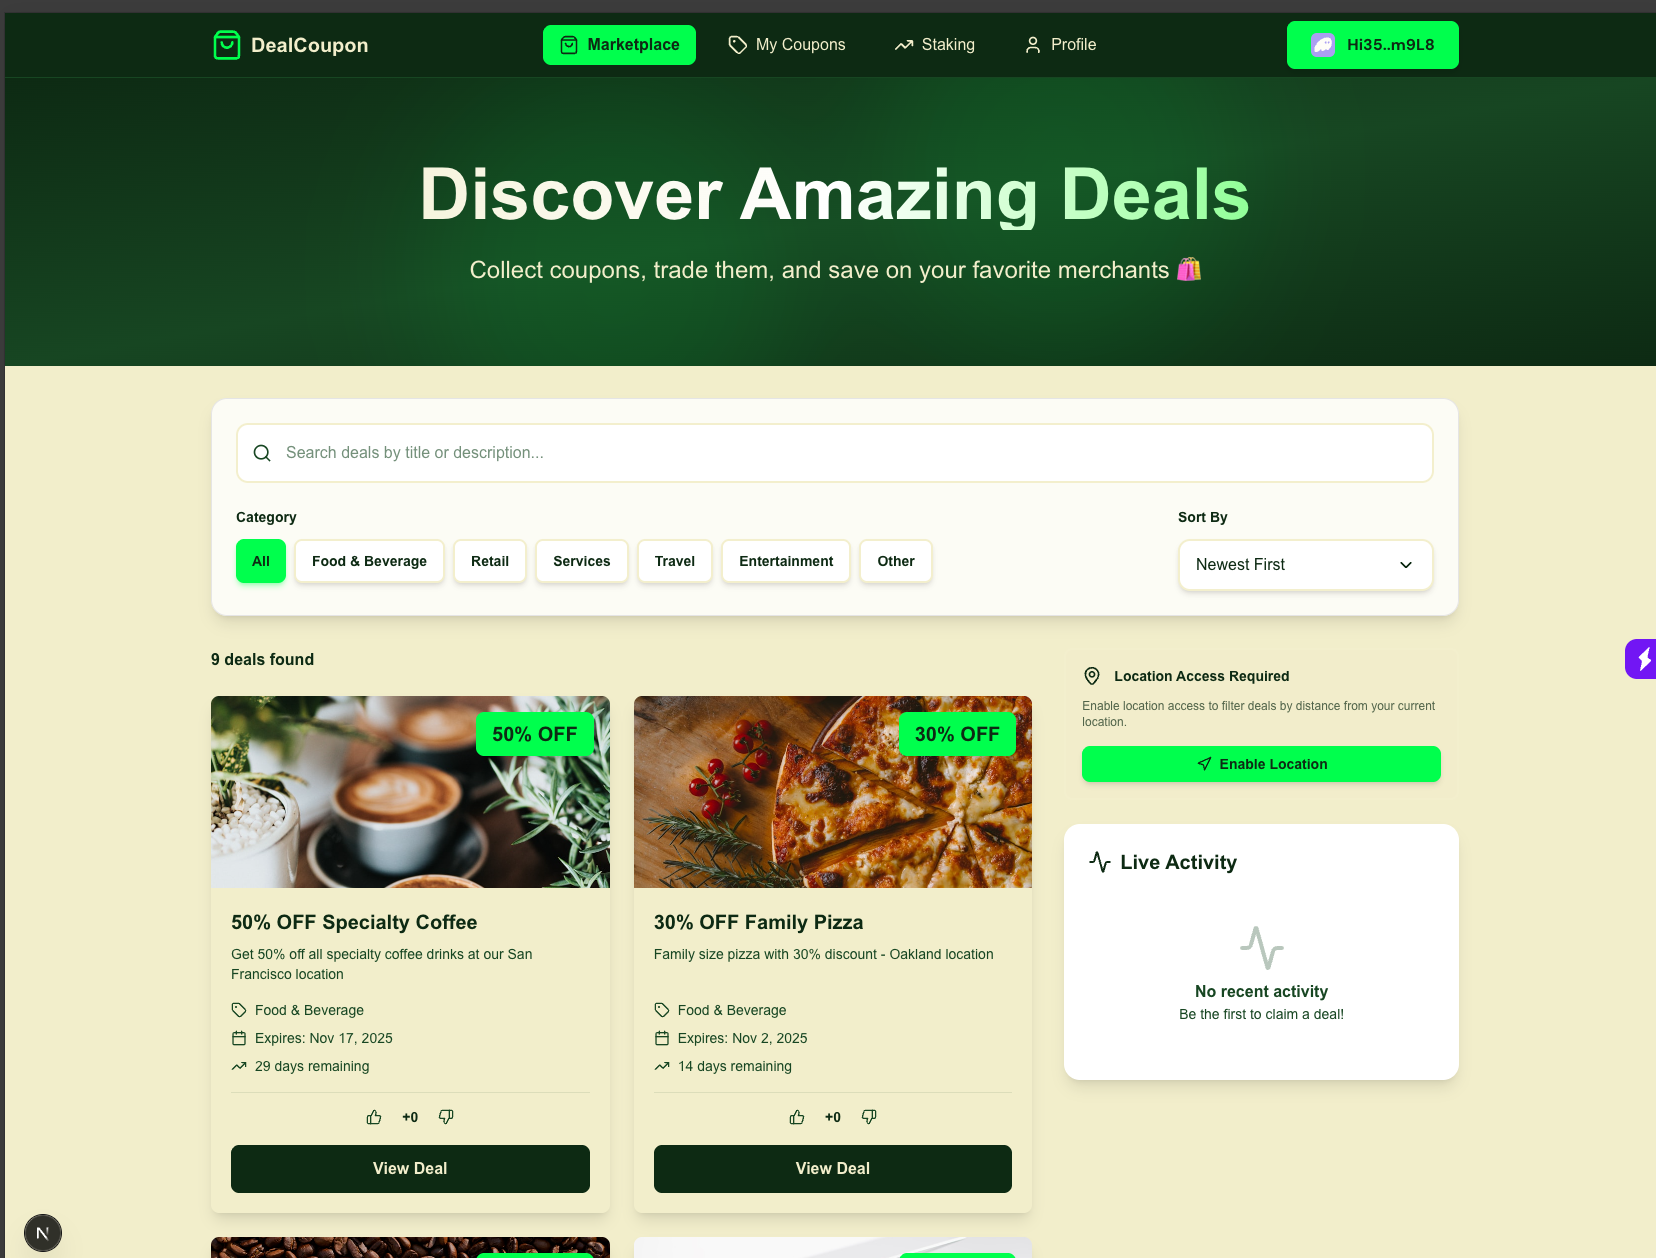 DealCoupon
Marketplace
My Coupons
Staking
Profile
Hi35..m9L8
Discover Amazing Deals
Collect coupons, trade them, and save on your favorite merchants 🛍️
Search deals by title or description...
Category
Sort By
All
Food & Beverage
Retail
Services
Travel
Entertainment
Other
Newest First
9 deals found
50% OFF
50% OFF Specialty Coffee
Get 50% off all specialty coffee drinks at our San
Francisco location
Food & Beverage
Expires: Nov 17, 2025
29 days remaining
+0
View Deal
30% OFF
30% OFF Family Pizza
Family size pizza with 30% discount - Oakland location
Food & Beverage
Expires: Nov 2, 2025
14 days remaining
+0
View Deal
Location Access Required
Enable location access to filter deals by distance from your current
location.
Enable Location
Live Activity
No recent activity
Be the first to claim a deal!
N